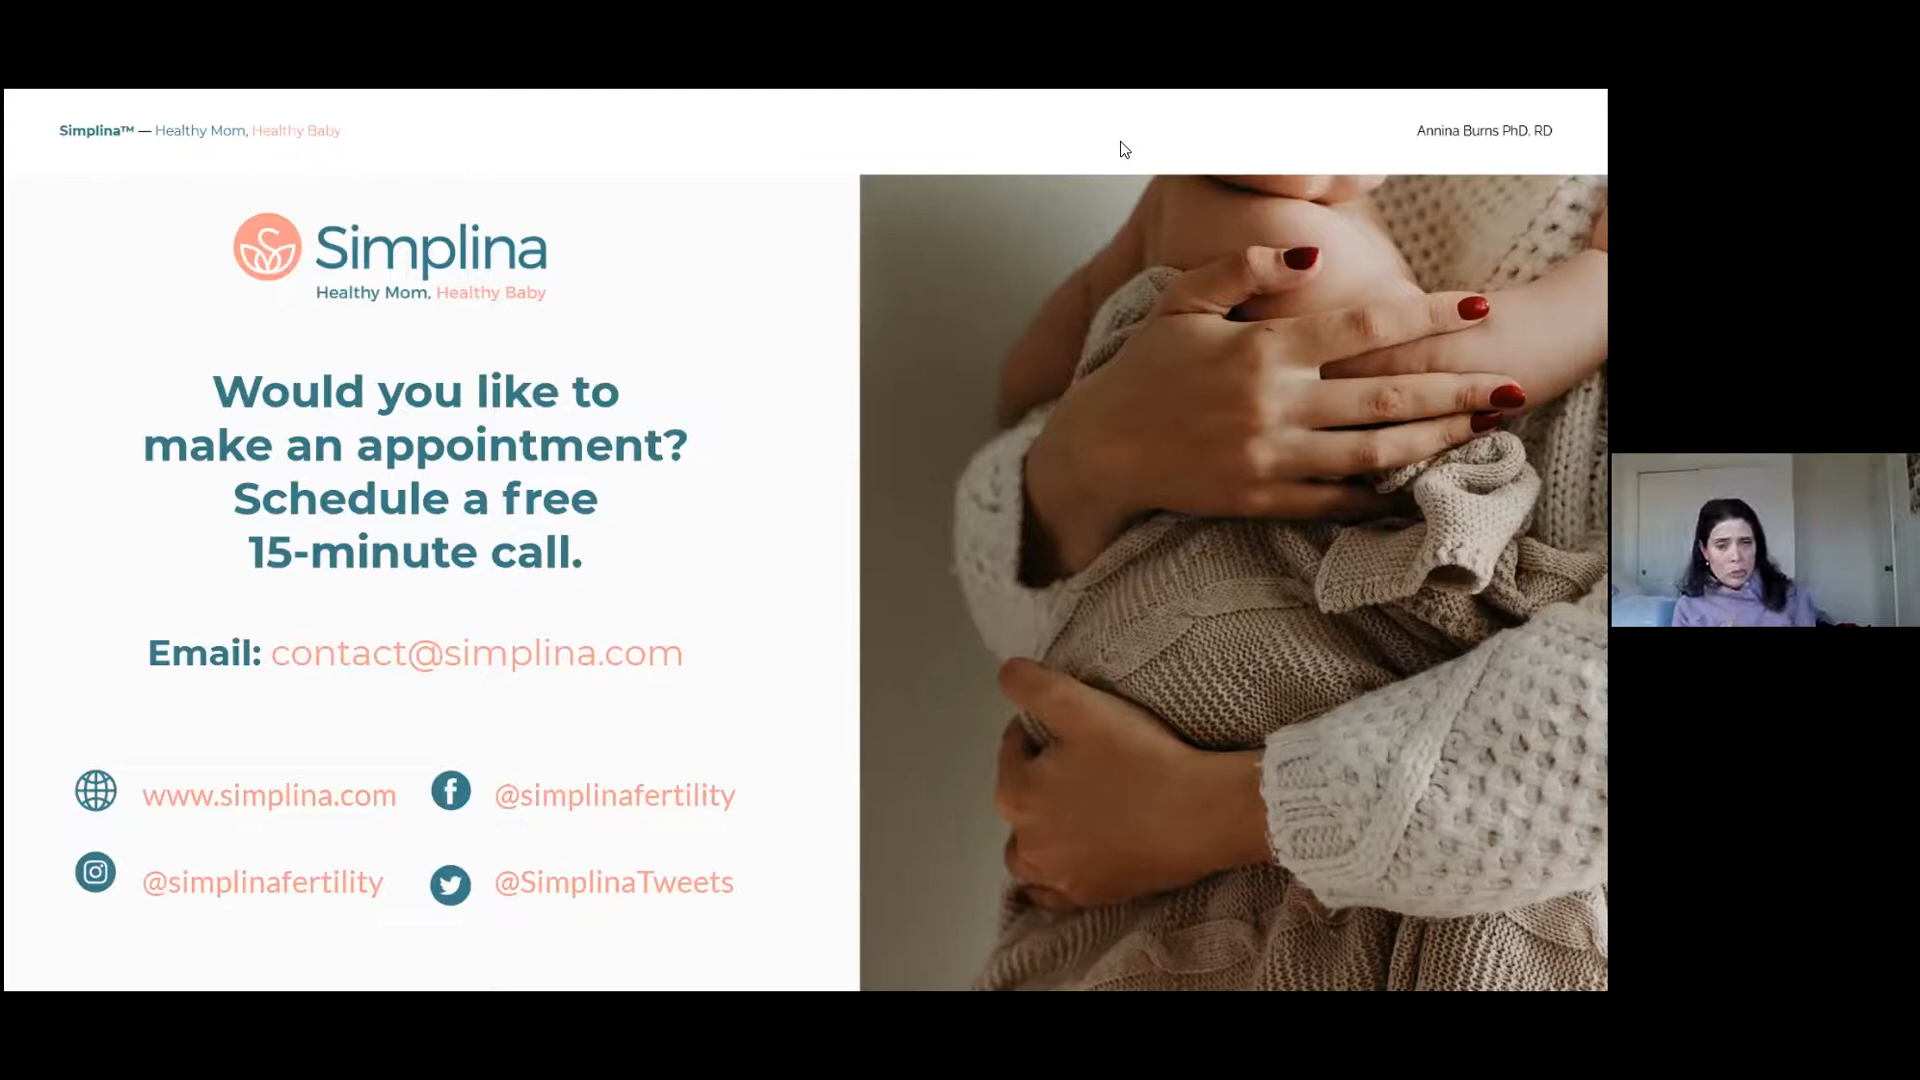 Simplina™ — Healthy Mom, Healthy Baby
Annina Burns PhD, RD
Simplina
Healthy Mom, Healthy Baby
Would you like to
make an appointment?
Schedule a free
15-minute call.
Email: contact@simplina.com
www.simplina.com
@simplinafertility
@simplinafertility
@SimplinaTweets